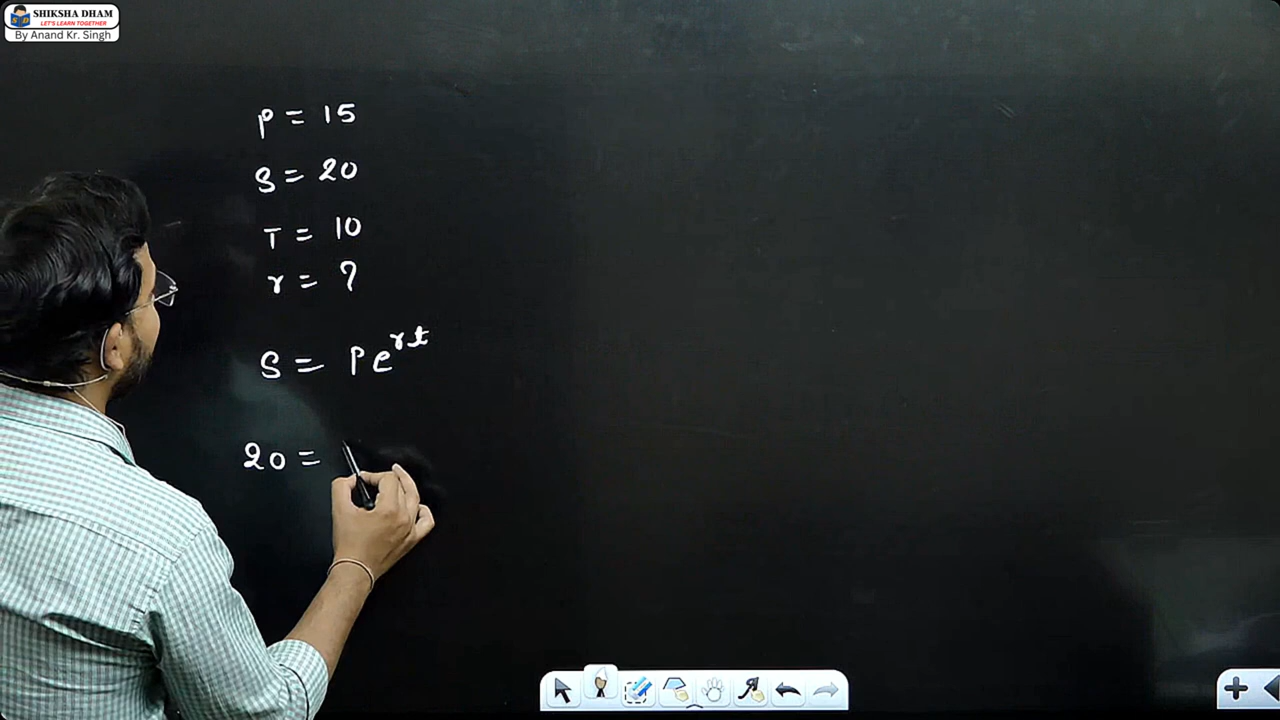 SHIKSHA DHAM
LET'S LEARN TOGETHER
By Anand Kr. Singh
P = 15
S = 20
T = 10
r = ?
S = Pe^rt
20 =